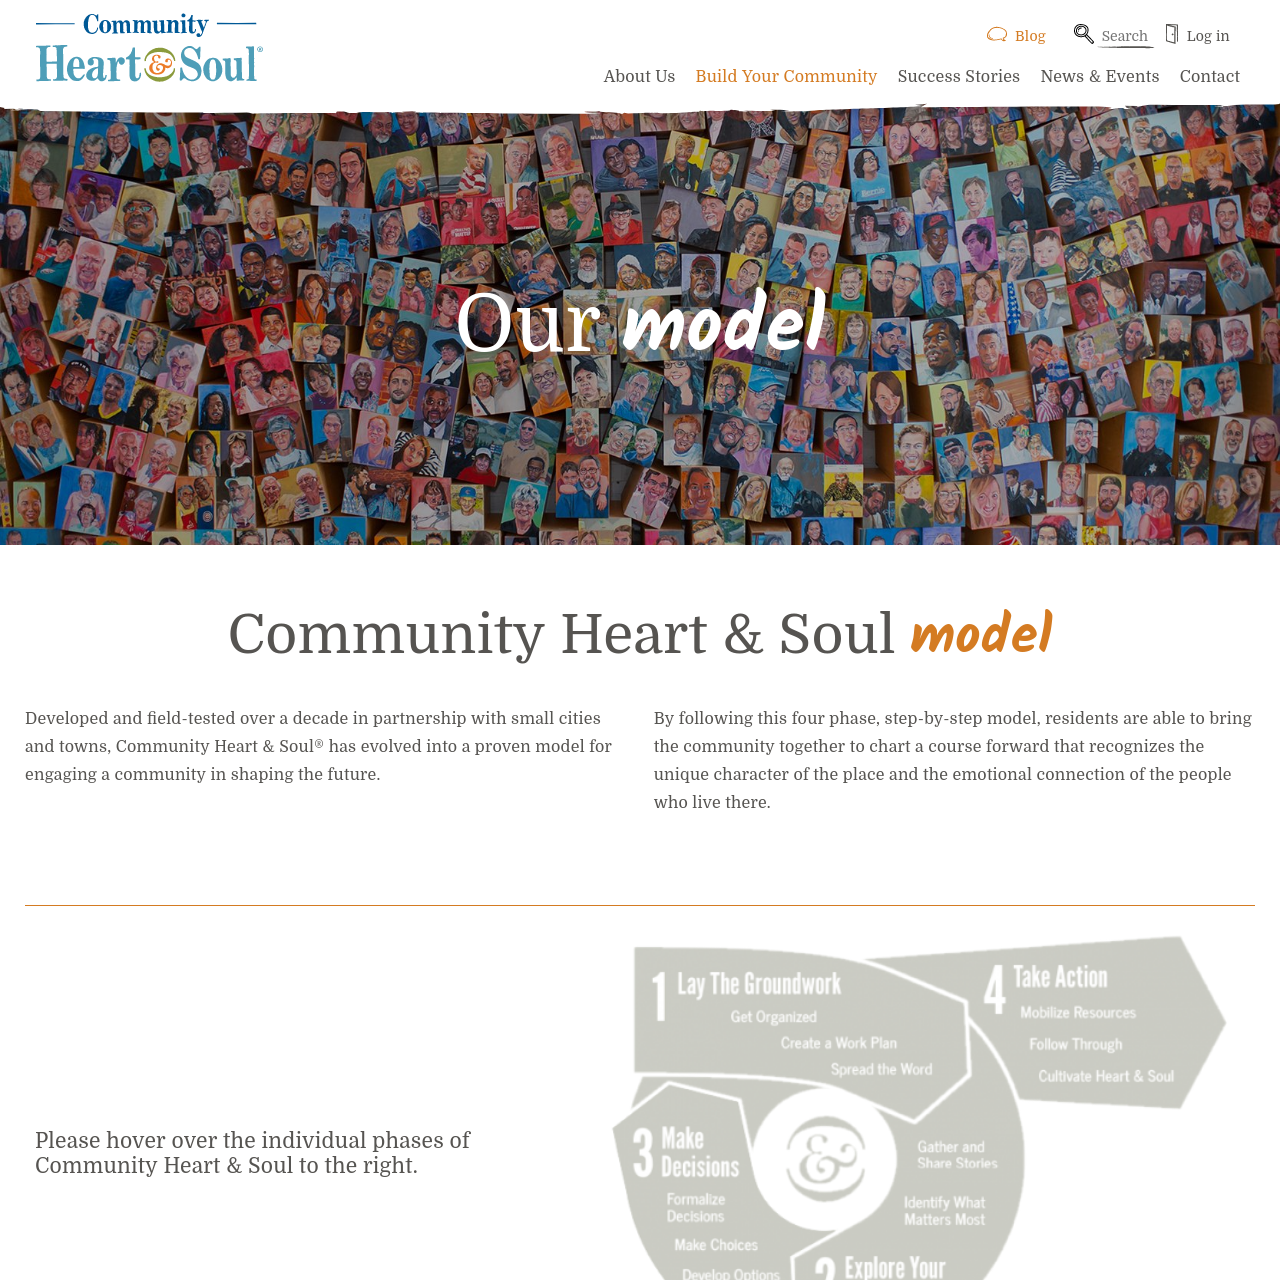 Community
Heart & Soul®
Blog
Search
Log in
About Us
Build Your Community
Success Stories
News & Events
Contact
Our model
Community Heart & Soul model
Developed and field-tested over a decade in partnership with small cities
and towns, Community Heart & Soul® has evolved into a proven model for
engaging a community in shaping the future.
By following this four phase, step-by-step model, residents are able to bring
the community together to chart a course forward that recognizes the
unique character of the place and the emotional connection of the people
who live there.
Please hover over the individual phases of
Community Heart & Soul to the right.
1 Lay The Groundwork
Get Organized
Create a Work Plan
Spread the Word
4 Take Action
Mobilize Resources
Follow Through
Cultivate Heart & Soul
3 Make
Decisions
Formalize
Decisions
Make Choices
Develop Options
&
Gather and
Share Stories
Identify What
Matters Most
2 Explore Your